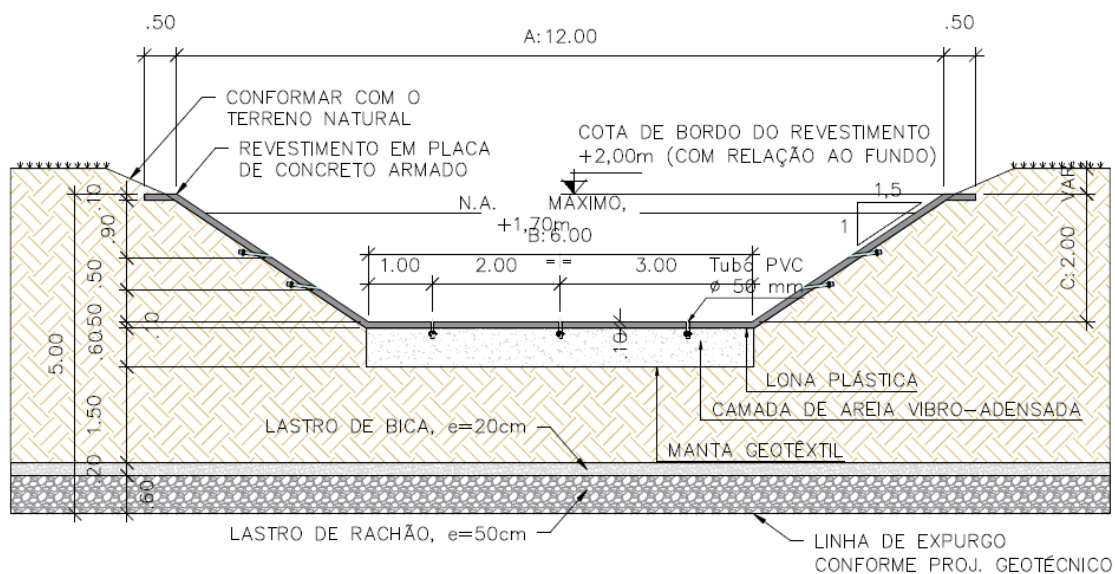 .50
.50
A: 12.00
CONFORMAR COM O
TERRENO NATURAL
COTA DE BORDO DO REVESTIMENTO
+2,00m (COM RELAÇÃO AO FUNDO)
REVESTIMENTO EM PLACA
DE CONCRETO ARMADO
VAR.
.10
1,5
1
N.A. MÁXIMO,
+1,70m
.90
B: 6.00
C: 2.00
1.00
2.00
3.00
= =
Tubo PVC
ø 50 mm
.50
.50
.10
.10
.60
5.00
LONA PLÁSTICA
CAMADA DE AREIA VIBRO-ADENSADA
1.50
LASTRO DE BICA, e=20cm
MANTA GEOTÊXTIL
.20
.60
LASTRO DE RACHÃO, e=50cm
LINHA DE EXPURGO
CONFORME PROJ. GEOTÉCNICO